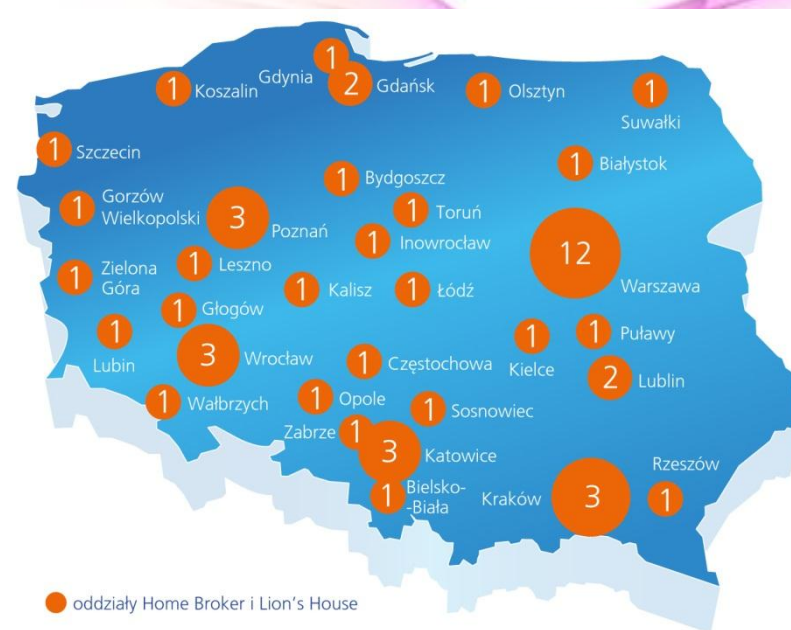 1
Gdynia
2
Gdańsk
1
Koszalin
1
Olsztyn
1
Suwałki
1
Szczecin
1
Białystok
1
Bydgoszcz
1
Gorzów
Wielkopolski
3
Poznań
1
Toruń
1
Inowrocław
12
Warszawa
1
Zielona
Góra
1
Leszno
1
Kalisz
1
Łódź
1
Głogów
1
Lubin
3
Wrocław
1
Częstochowa
1
Kielce
1
Puławy
2
Lublin
1
Wałbrzych
1
Opole
1
Sosnowiec
Zabrze
1
3
Katowice
1
Bielsko-
-Biała
Kraków
3
Rzeszów
1
oddziały Home Broker i Lion's House